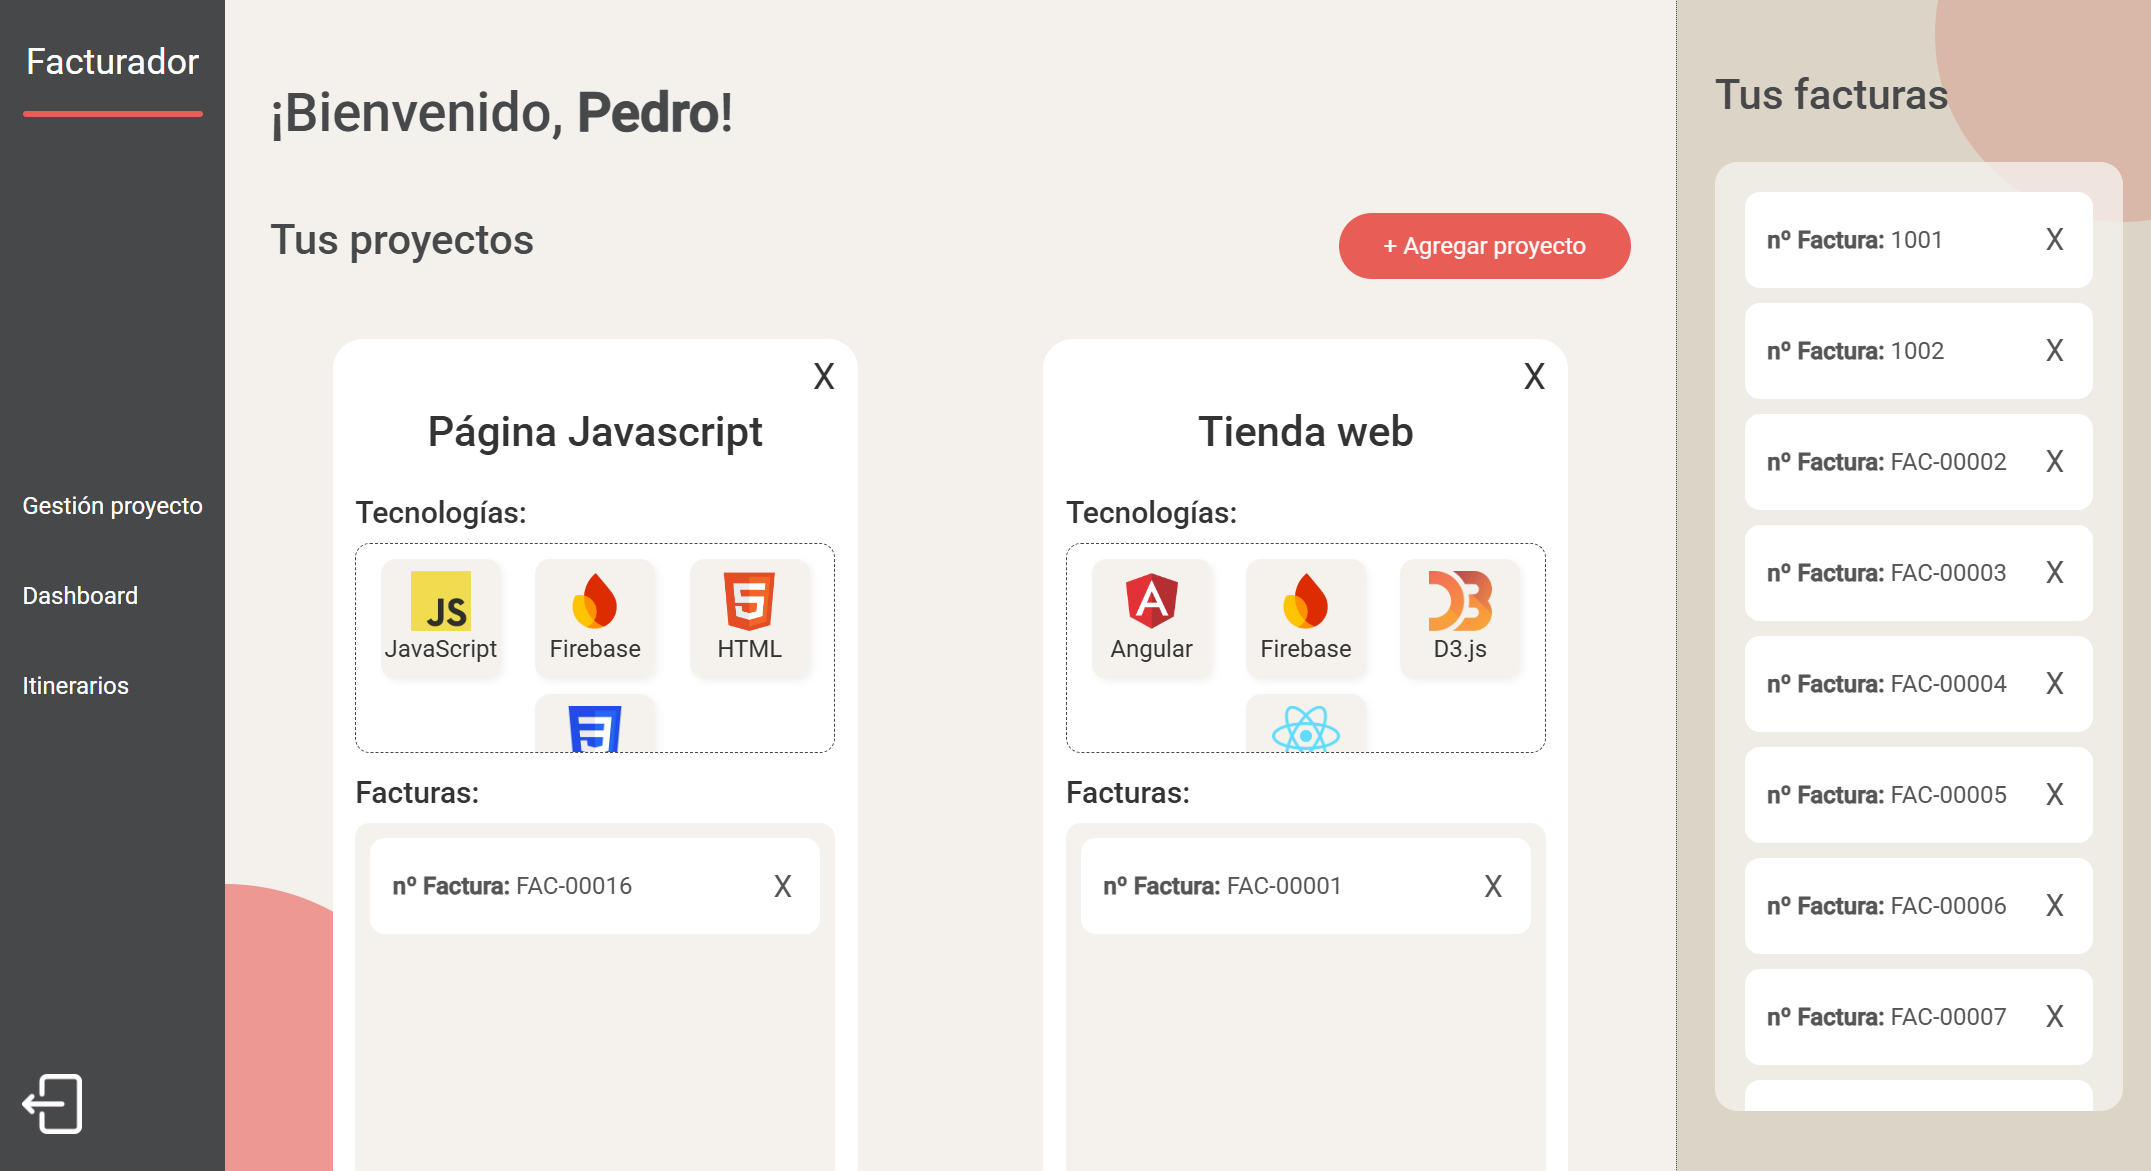 Facturador
Gestión proyecto
Dashboard
Itinerarios
¡Bienvenido, Pedro!
Tus proyectos
+ Agregar proyecto
X
Página Javascript
Tecnologías:
JS
JavaScript
Firebase
HTML
Facturas:
nº Factura: FAC-00016 X
X
Tienda web
Tecnologías:
Angular
Firebase
D3.js
Facturas:
nº Factura: FAC-00001 X
Tus facturas
nº Factura: 1001 X
nº Factura: 1002 X
nº Factura: FAC-00002 X
nº Factura: FAC-00003 X
nº Factura: FAC-00004 X
nº Factura: FAC-00005 X
nº Factura: FAC-00006 X
nº Factura: FAC-00007 X